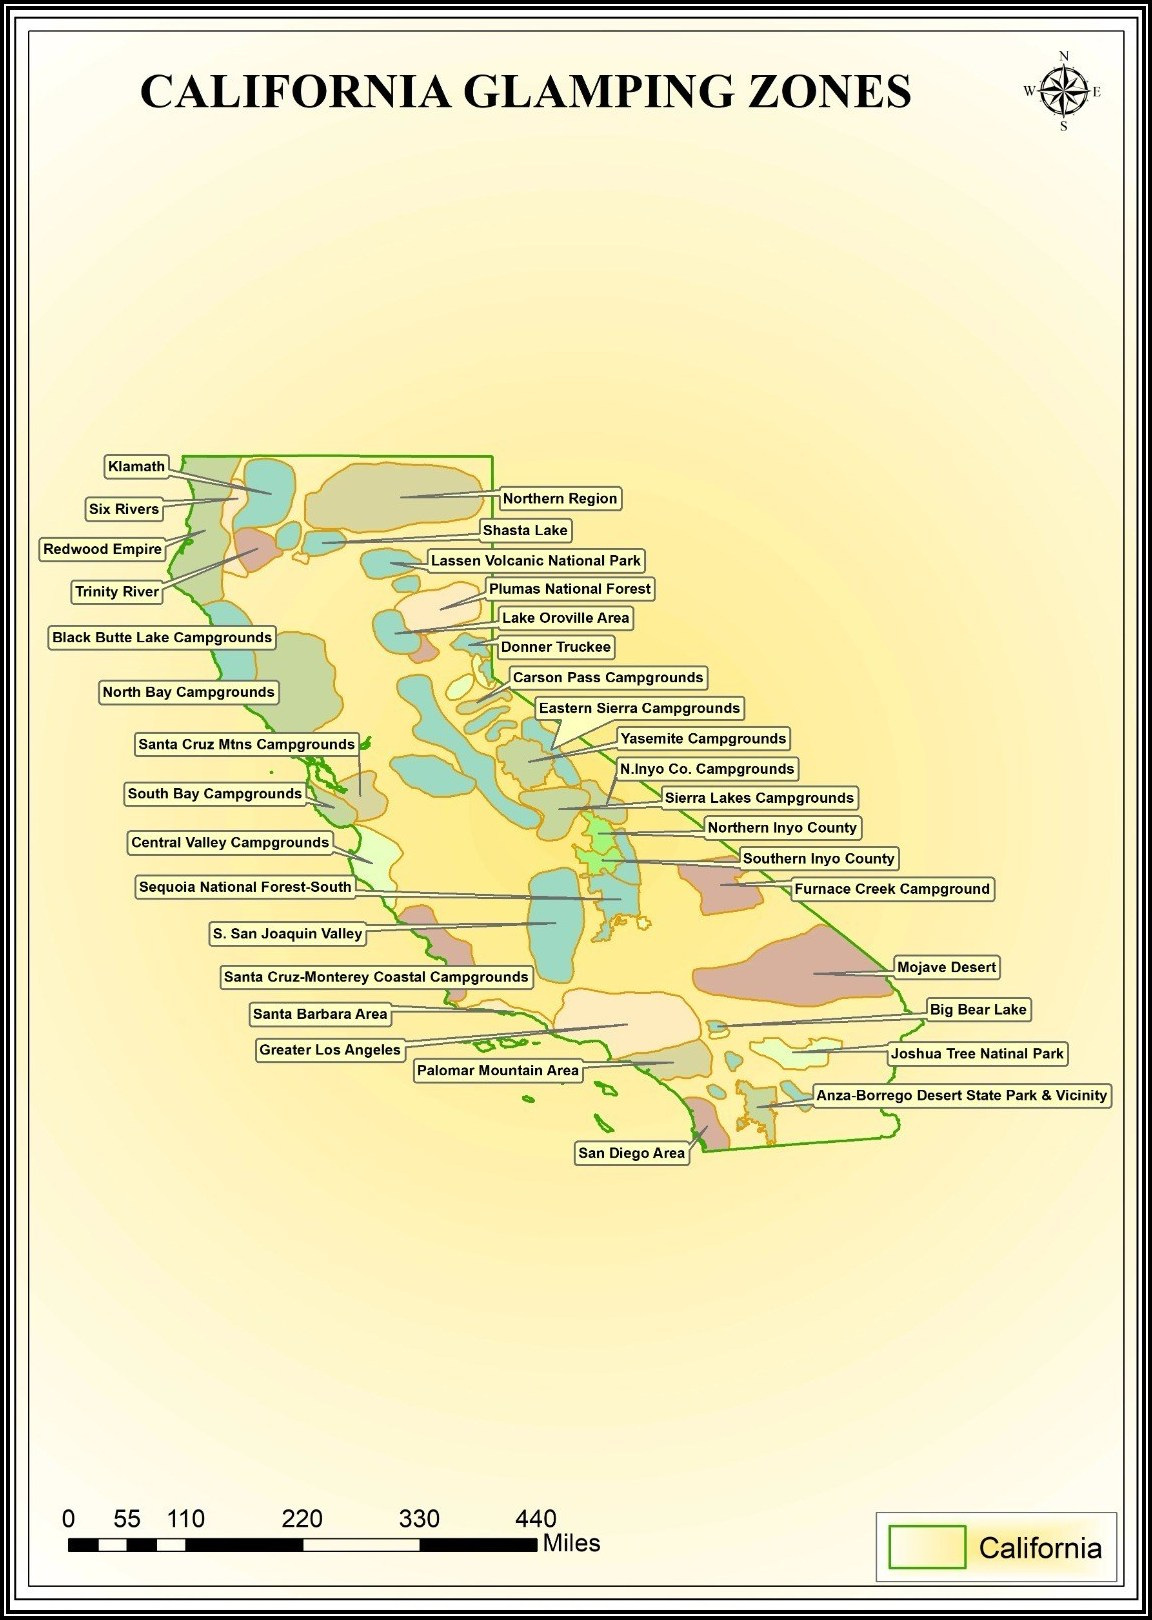 CALIFORNIA GLAMPING ZONES
N
W
E
S
Klamath
Six Rivers
Northern Region
Shasta Lake
Redwood Empire
Lassen Volcanic National Park
Trinity River
Plumas National Forest
Lake Oroville Area
Black Butte Lake Campgrounds
Donner Truckee
Carson Pass Campgrounds
North Bay Campgrounds
Eastern Sierra Campgrounds
Yasemite Campgrounds
Santa Cruz Mtns Campgrounds
N.Inyo Co. Campgrounds
South Bay Campgrounds
Sierra Lakes Campgrounds
Northern Inyo County
Central Valley Campgrounds
Southern Inyo County
Sequoia National Forest-South
Furnace Creek Campground
S. San Joaquin Valley
Mojave Desert
Santa Cruz-Monterey Coastal Campgrounds
Big Bear Lake
Santa Barbara Area
Greater Los Angeles
Joshua Tree Natinal Park
Palomar Mountain Area
Anza-Borrego Desert State Park & Vicinity
San Diego Area
0 55 110 220 330 440
Miles
California